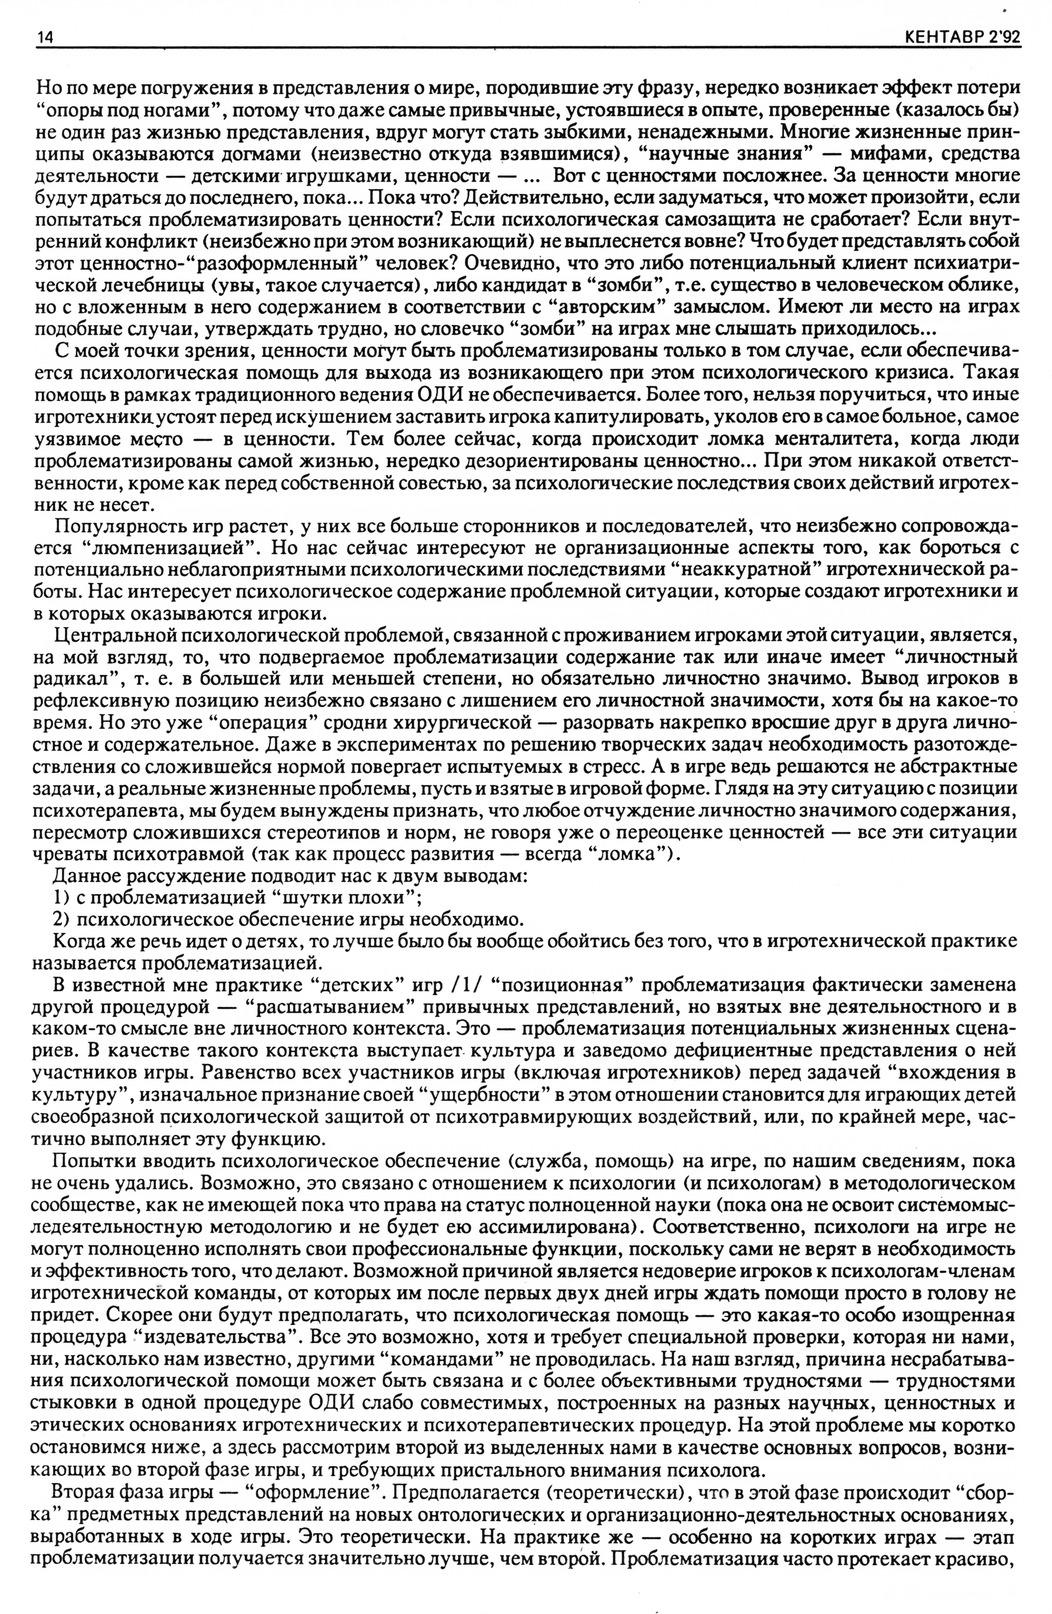 14 КЕНТАВР 2'92
Но по мере погружения в представления о мире, породившие эту фразу, нередко возникает эффект потери
“опоры под ногами”, потому что даже самые привычные, устоявшиеся в опыте, проверенные (казалось бы)
не один раз жизнью представления, вдруг могут стать зыбкими, ненадежными. Многие жизненные прин-
ципы оказываются догмами (неизвестно откуда взявшимися), “научные знания” — мифами, средства
деятельности — детскими игрушками, ценности — ... Вот с ценностями посложнее. За ценности многие
будут драться до последнего, пока... Пока что? Действительно, если задуматься, что может произойти, если
попытаться проблематизировать ценности? Если психологическая самозащита не сработает? Если внут-
ренний конфликт (неизбежно при этом возникающий) не выплеснется вовне? Что будет представлять собой
этот ценностно-“разоформленный” человек? Очевидно, что это либо потенциальный клиент психиатри-
ческой лечебницы (увы, такое случается), либо кандидат в “зомби”, т.е. существо в человеческом облике,
но с вложенным в него содержанием в соответствии с “авторским” замыслом. Имеют ли место на играх
подобные случаи, утверждать трудно, но словечко “зомби” на играх мне слышать приходилось...
С моей точки зрения, ценности могут быть проблематизированы только в том случае, если обеспечива-
ется психологическая помощь для выхода из возникающего при этом психологического кризиса. Такая
помощь в рамках традиционного ведения ОДИ не обеспечивается. Более того, нельзя поручиться, что иные
игротехники устоят перед искушением заставить игрока капитулировать, уколов его в самое больное, самое
уязвимое место — в ценности. Тем более сейчас, когда происходит ломка менталитета, когда люди
проблематизированы самой жизнью, нередко дезориентированы ценностно... При этом никакой ответст-
венности, кроме как перед собственной совестью, за психологические последствия своих действий игротех-
ник не несет.
Популярность игр растет, у них все больше сторонников и последователей, что неизбежно сопровожда-
ется “люмпенизацией”. Но нас сейчас интересуют не организационные аспекты того, как бороться с
потенциально неблагоприятными психологическими последствиями “неаккуратной” игротехнической ра-
боты. Нас интересует психологическое содержание проблемной ситуации, которые создают игротехники и
в которых оказываются игроки.
Центральной психологической проблемой, связанной с проживанием игроками этой ситуации, является,
на мой взгляд, то, что подвергаемое проблематизации содержание так или иначе имеет “личностный
радикал”, т. е. в большей или меньшей степени, но обязательно личностно значимо. Вывод игроков в
рефлексивную позицию неизбежно связано с лишением его личностной значимости, хотя бы на какое-то
время. Но это уже “операция” сродни хирургической — разорвать накрепко вросшие друг в друга лично-
стное и содержательное. Даже в экспериментах по решению творческих задач необходимость разотожде-
ствления со сложившейся нормой повергает испытуемых в стресс. А в игре ведь решаются не абстрактные
задачи, а реальные жизненные проблемы, пусть и взятые в игровой форме. Глядя на эту ситуацию с позиции
психотерапевта, мы будем вынуждены признать, что любое отчуждение личностно значимого содержания,
пересмотр сложившихся стереотипов и норм, не говоря уже о переоценке ценностей — все эти ситуации
чреваты психотравмой (так как процесс развития — всегда “ломка”).
Данное рассуждение подводит нас к двум выводам:
1) с проблематизацией “шутки плохи”;
2) психологическое обеспечение игры необходимо.
Когда же речь идет о детях, то лучше было бы вообще обойтись без того, что в игротехнической практике
называется проблематизацией.
В известной мне практике “детских” игр /1/ “позиционная” проблематизация фактически заменена
другой процедурой — “расшатыванием” привычных представлений, но взятых вне деятельностного и в
каком-то смысле вне личностного контекста. Это — проблематизация потенциальных жизненных сцена-
риев. В качестве такого контекста выступает культура и заведомо дефициентные представления о ней
участников игры. Равенство всех участников игры (включая игротехников) перед задачей “вхождения в
культуру”, изначальное признание своей “ущербности” в этом отношении становится для играющих детей
своеобразной психологической защитой от психотравмирующих воздействий, или, по крайней мере, час-
тично выполняет эту функцию.
Попытки вводить психологическое обеспечение (служба, помощь) на игре, по нашим сведениям, пока
не очень удались. Возможно, это связано с отношением к психологии (и психологам) в методологическом
сообществе, как не имеющей пока что права на статус полноценной науки (пока она не освоит системомыс-
ледеятельностную методологию и не будет ею ассимилирована). Соответственно, психологи на игре не
могут полноценно исполнять свои профессиональные функции, поскольку сами не верят в необходимость
и эффективность того, что делают. Возможной причиной является недоверие игроков к психологам-членам
игротехнической команды, от которых им после первых двух дней игры ждать помощи просто в голову не
придет. Скорее они будут предполагать, что психологическая помощь — это какая-то особо изощренная
процедура “издевательства”. Все это возможно, хотя и требует специальной проверки, которая ни нами,
ни, насколько нам известно, другими “командами” не проводилась. На наш взгляд, причина несрабатыва-
ния психологической помощи может быть связана и с более объективными трудностями — трудностями
стыковки в одной процедуре ОДИ слабо совместимых, построенных на разных научных, ценностных и
этических основаниях игротехнических и психотерапевтических процедур. На этой проблеме мы коротко
остановимся ниже, а здесь рассмотрим второй из выделенных нами в качестве основных вопросов, возни-
кающих во второй фазе игры, и требующих пристального внимания психолога.
Вторая фаза игры — “оформление”. Предполагается (теоретически), что в этой фазе происходит “сбор-
ка” предметных представлений на новых онтологических и организационно-деятельностных основаниях,
выработанных в ходе игры. Это теоретически. На практике же — особенно на коротких играх — этап
проблематизации получается значительно лучше, чем второй. Проблематизация часто протекает красиво,